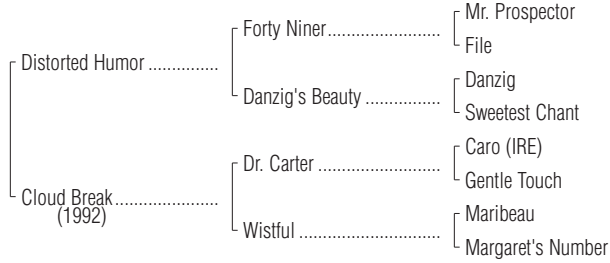 Mr. Prospector
Forty Niner
File
Distorted Humor
Danzig
Danzig's Beauty
Sweetest Chant
Caro (IRE)
Dr. Carter
Gentle Touch
Cloud Break
(1992)
Maribeau
Wistful
Margaret's Number